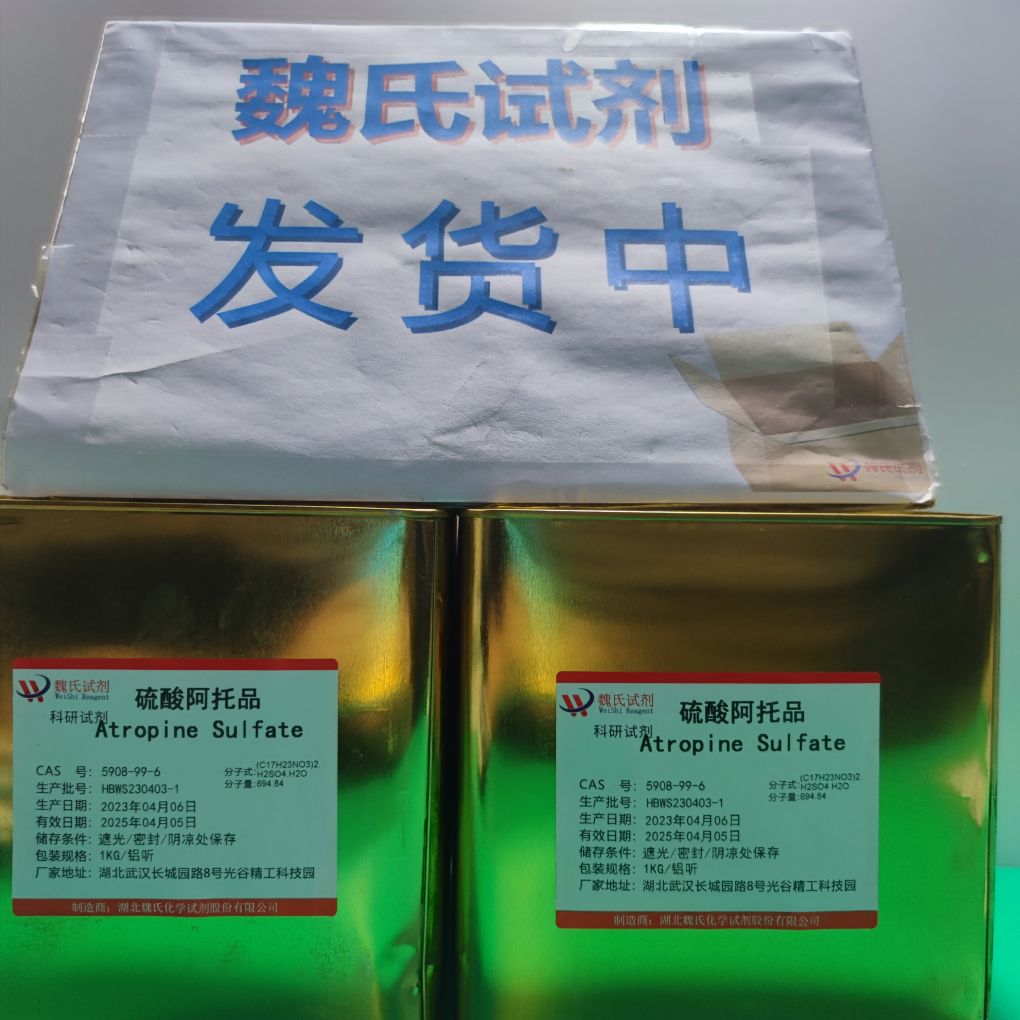 魏氏试剂
发货中
魏氏试剂
魏氏试剂
WeiShi Reagent
硫酸阿托品
科研试剂
Atropine Sulfate
CAS 号: 5908-99-6
分子式:(C17H23NO3)2.
H2SO4.H2O
分子量:694.84
生产批号: HBWS230403-1
生产日期: 2023年04月06日
有效日期: 2025年04月05日
储存条件: 遮光/密封/阴凉处保存
包装规格: 1KG/铝听
厂家地址: 湖北武汉长城园路8号光谷精工科技园
制造商: 湖北魏氏化学试剂股份有限公司
魏氏试剂
WeiShi Reagent
硫酸阿托品
科研试剂
Atropine Sulfate
CAS 号: 5908-99-6
分子式:(C17H23NO3)2.
H2SO4.H2O
分子量:694.84
生产批号: HBWS230403-1
生产日期: 2023年04月06日
有效日期: 2025年04月05日
储存条件: 遮光/密封/阴凉处保存
包装规格: 1KG/铝听
厂家地址: 湖北武汉长城园路8号光谷精工科技园
制造商: 湖北魏氏化学试剂股份有限公司